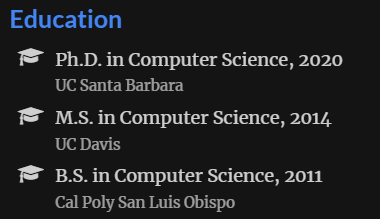 Education
Ph.D. in Computer Science, 2020
UC Santa Barbara
M.S. in Computer Science, 2014
UC Davis
B.S. in Computer Science, 2011
Cal Poly San Luis Obispo